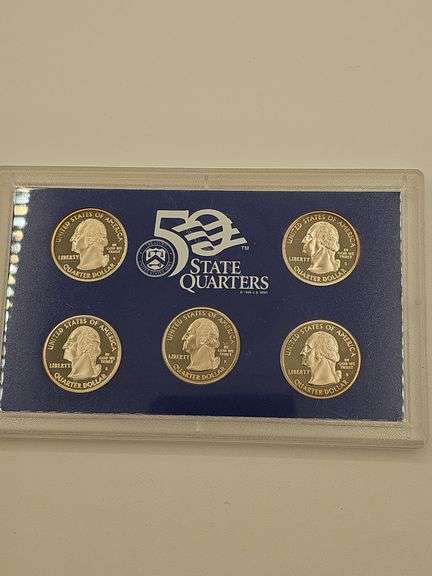 50 TM
STATE
QUARTERS
UNITED STATES OF AMERICA
LIBERTY
IN
GOD WE
TRUST
S
QUARTER DOLLAR
UNITED STATES OF AMERICA
LIBERTY
IN
GOD WE
TRUST
S
QUARTER DOLLAR
UNITED STATES OF AMERICA
LIBERTY
IN
GOD WE
TRUST
S
QUARTER DOLLAR
UNITED STATES OF AMERICA
LIBERTY
IN
GOD WE
TRUST
S
QUARTER DOLLAR
UNITED STATES OF AMERICA
LIBERTY
IN
GOD WE
TRUST
S
QUARTER DOLLAR